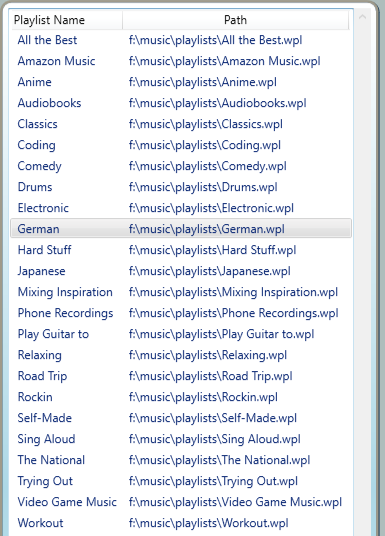 Playlist Name Path
All the Best f:\music\playlists\All the Best.wpl
Amazon Music f:\music\playlists\Amazon Music.wpl
Anime f:\music\playlists\Anime.wpl
Audiobooks f:\music\playlists\Audiobooks.wpl
Classics f:\music\playlists\Classics.wpl
Coding f:\music\playlists\Coding.wpl
Comedy f:\music\playlists\Comedy.wpl
Drums f:\music\playlists\Drums.wpl
Electronic f:\music\playlists\Electronic.wpl
German f:\music\playlists\German.wpl
Hard Stuff f:\music\playlists\Hard Stuff.wpl
Japanese f:\music\playlists\Japanese.wpl
Mixing Inspiration f:\music\playlists\Mixing Inspiration.wpl
Phone Recordings f:\music\playlists\Phone Recordings.wpl
Play Guitar to f:\music\playlists\Play Guitar to.wpl
Relaxing f:\music\playlists\Relaxing.wpl
Road Trip f:\music\playlists\Road Trip.wpl
Rockin f:\music\playlists\Rockin.wpl
Self-Made f:\music\playlists\Self-Made.wpl
Sing Aloud f:\music\playlists\Sing Aloud.wpl
The National f:\music\playlists\The National.wpl
Trying Out f:\music\playlists\Trying Out.wpl
Video Game Music f:\music\playlists\Video Game Music.wpl
Workout f:\music\playlists\Workout.wpl